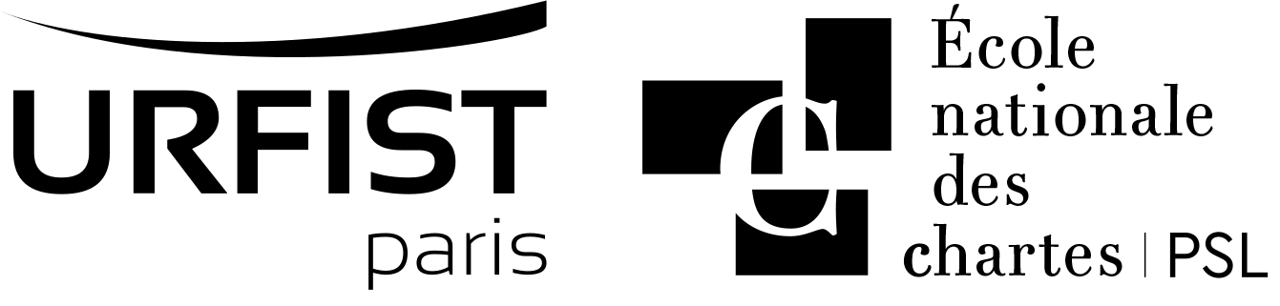 URFIST
paris
École
nationale
des
chartes | PSL